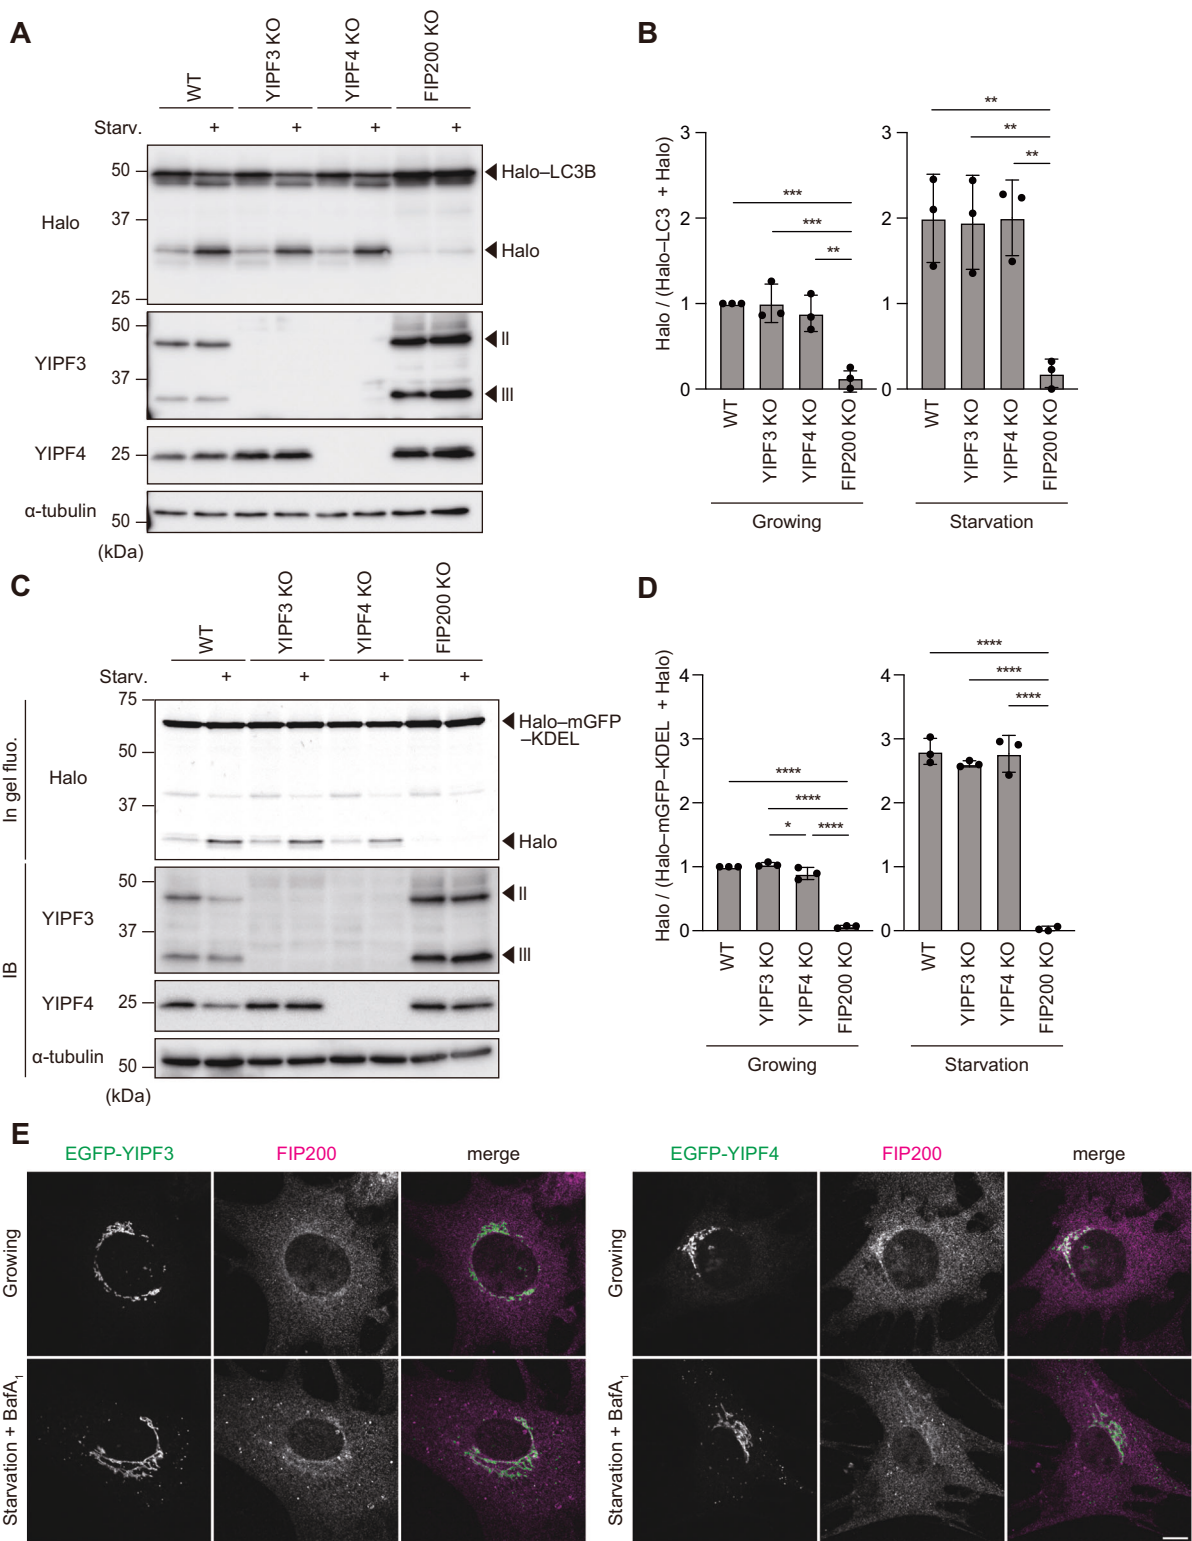 A
WT
YIPF3 KO
YIPF4 KO
FIP200 KO
Starv. + + + +
Halo
50
37
25
Halo–LC3B
Halo
YIPF3
50
37
II
III
YIPF4
25
α-tubulin
50
(kDa)
B
Halo / (Halo–LC3 + Halo)
3
2
1
0
***
***
**
WT
YIPF3 KO
YIPF4 KO
FIP200 KO
Growing
3
2
1
0
**
**
**
WT
YIPF3 KO
YIPF4 KO
FIP200 KO
Starvation
C
WT
YIPF3 KO
YIPF4 KO
FIP200 KO
Starv. + + + +
In gel fluo.
Halo
75
50
37
Halo–mGFP
–KDEL
Halo
IB
YIPF3
50
37
II
III
YIPF4
25
α-tubulin
50
(kDa)
D
Halo / (Halo–mGFP–KDEL + Halo)
4
3
2
1
0
****
****
* ****
WT
YIPF3 KO
YIPF4 KO
FIP200 KO
Growing
4
3
2
1
0
****
****
****
WT
YIPF3 KO
YIPF4 KO
FIP200 KO
Starvation
E
EGFP-YIPF3 FIP200 merge
Growing
Starvation + BafA1
EGFP-YIPF4 FIP200 merge
Growing
Starvation + BafA1